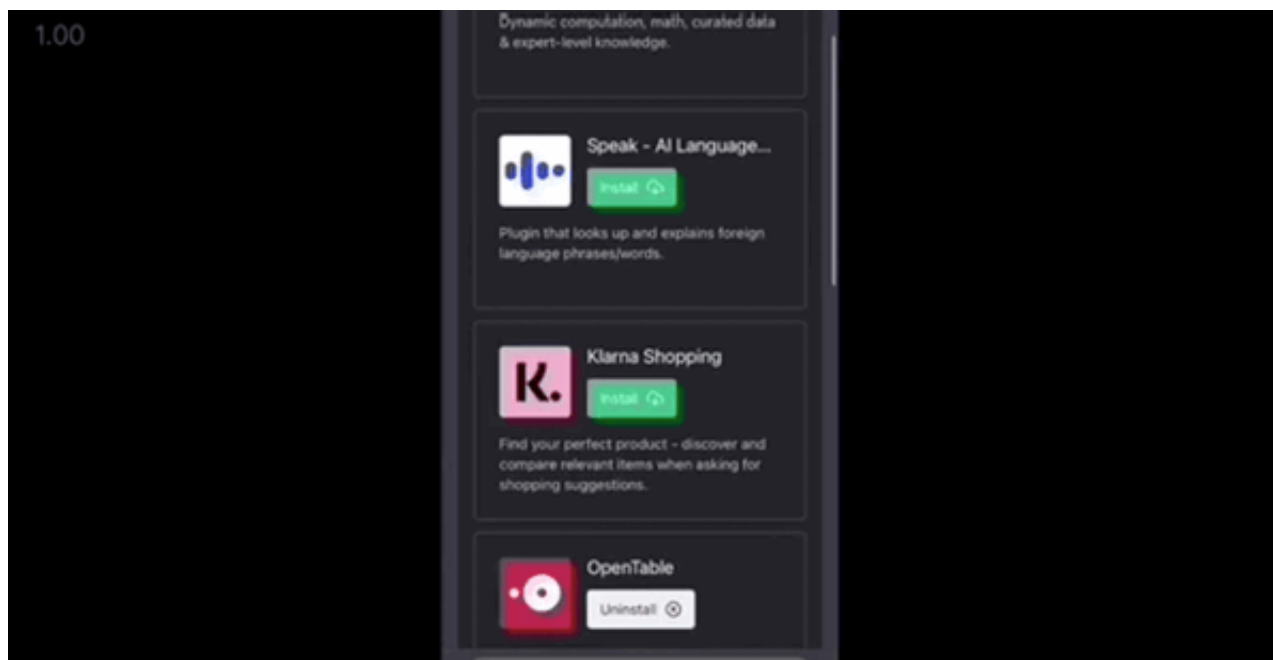 1.00
Dynamic computation, math, curated data
& expert-level knowledge.
Speak - AI Language...
Install
Plugin that looks up and explains foreign
language phrases/words.
K.
Klarna Shopping
Install
Find your perfect product - discover and
compare relevant items when asking for
shopping suggestions.
OpenTable
Uninstall